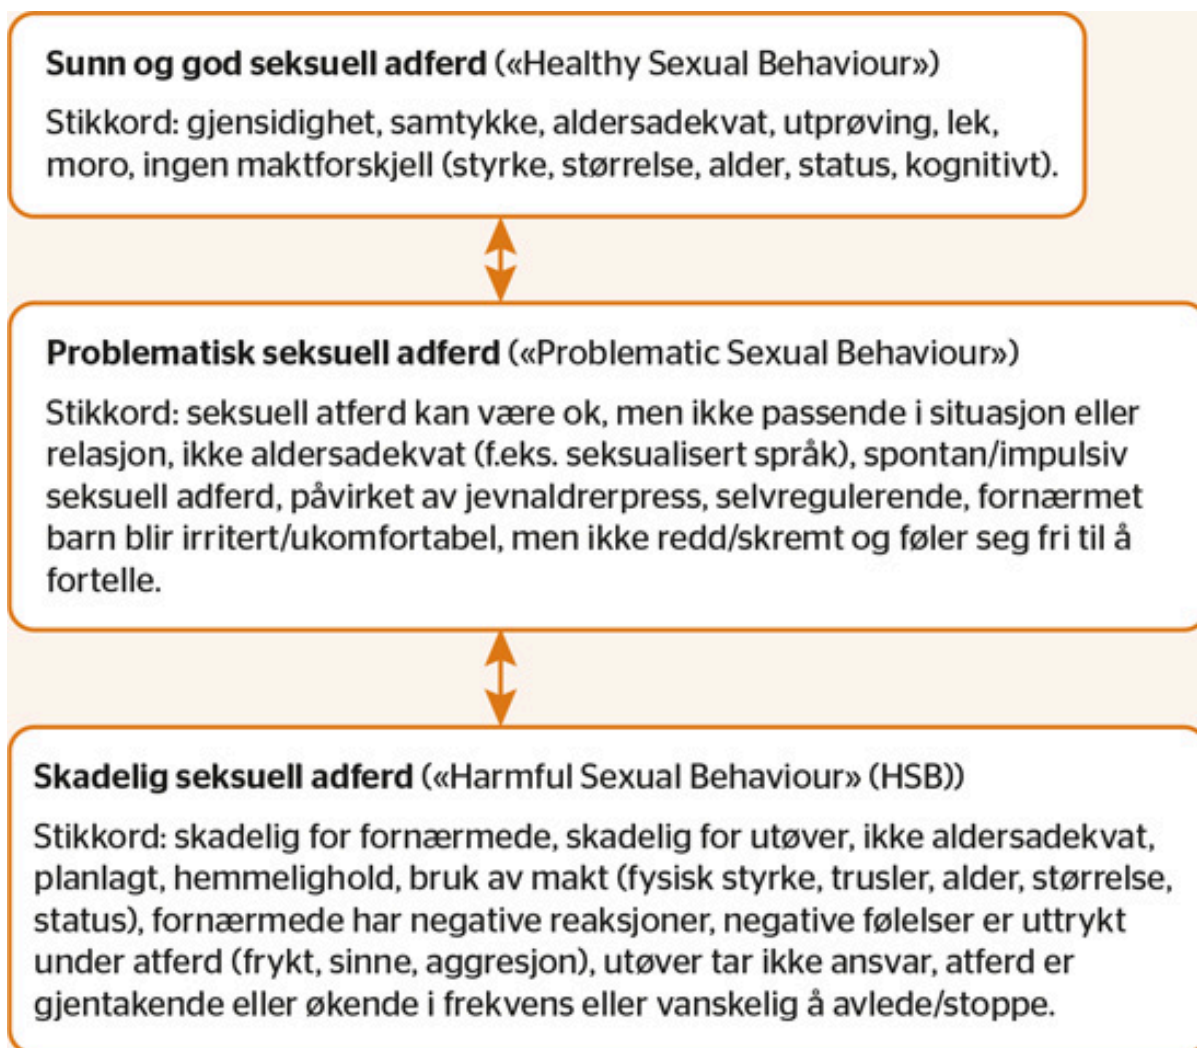 Sunn og god seksuell adferd («Healthy Sexual Behaviour»)
Stikkord: gjensidighet, samtykke, aldersadekvat, utprøving, lek,
moro, ingen maktforskjell (styrke, størrelse, alder, status, kognitivt).
Problematisk seksuell adferd («Problematic Sexual Behaviour»)
Stikkord: seksuell atferd kan være ok, men ikke passende i situasjon eller
relasjon, ikke aldersadekvat (f.eks. seksualisert språk), spontan/impulsiv
seksuell adferd, påvirket av jevnaldrerpress, selvregulerende, fornærmet
barn blir irritert/ukomfortabel, men ikke redd/skremt og føler seg fri til å
fortelle.
Skadelig seksuell adferd («Harmful Sexual Behaviour» (HSB))
Stikkord: skadelig for fornærmede, skadelig for utøver, ikke aldersadekvat,
planlagt, hemmelighold, bruk av makt (fysisk styrke, trusler, alder, størrelse,
status), fornærmede har negative reaksjoner, negative følelser er uttrykt
under atferd (frykt, sinne, aggresjon), utøver tar ikke ansvar, atferd er
gjentakende eller økende i frekvens eller vanskelig å avlede/stoppe.